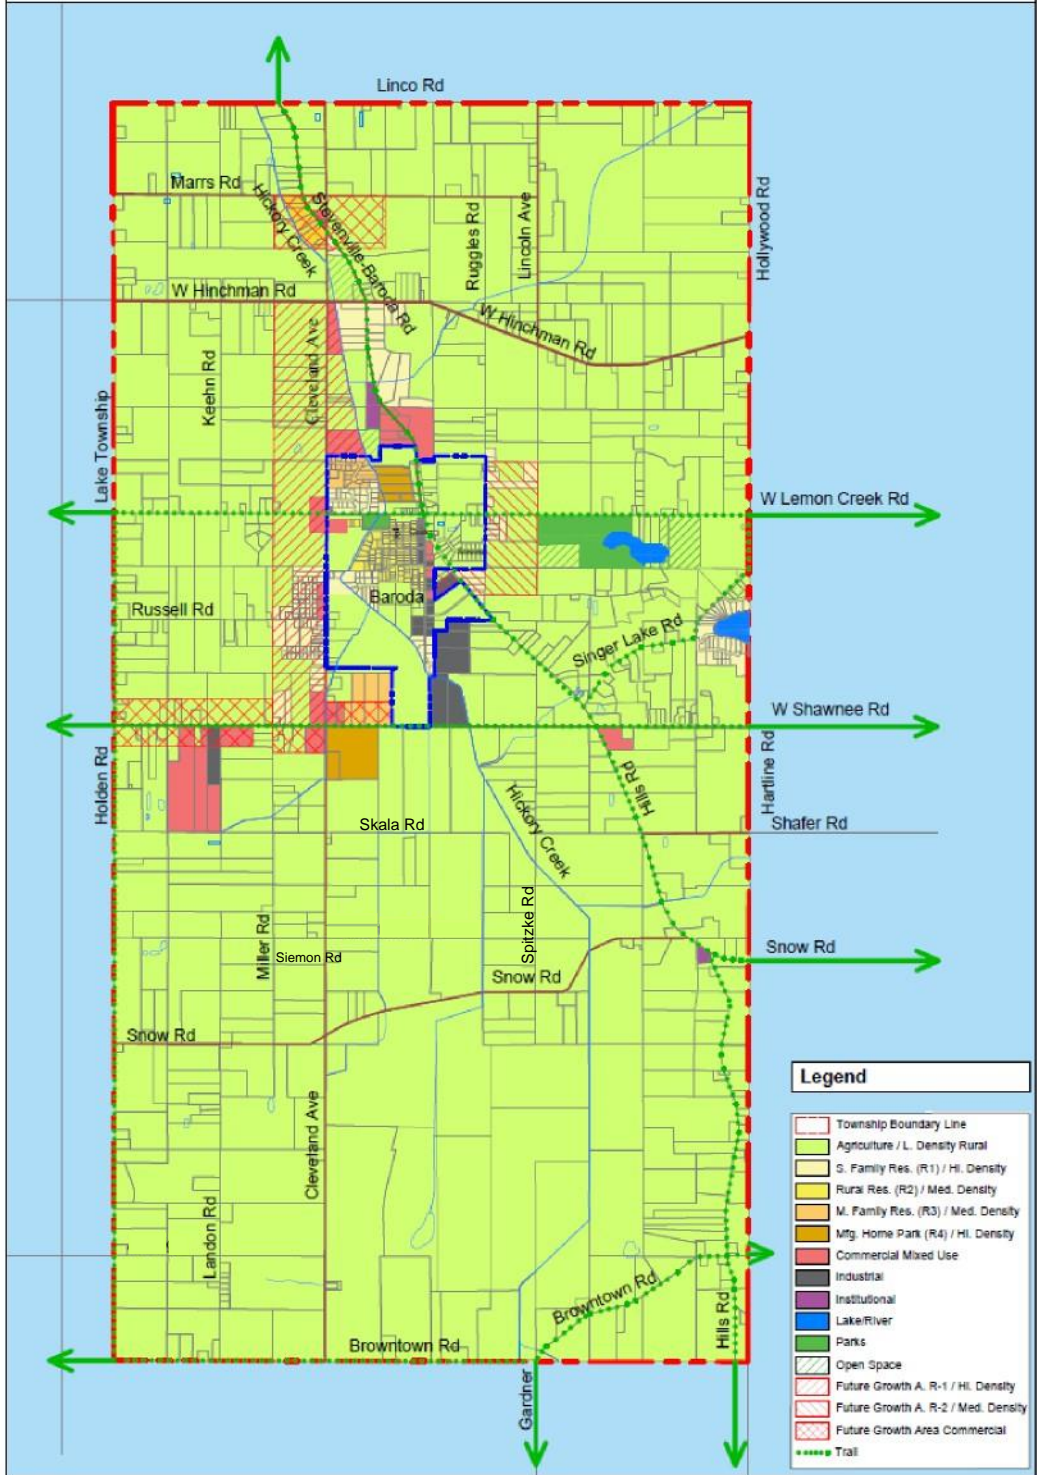 Linco Rd
Marrs Rd
Hickory Creek
Stevenville-Baroda Rd
Ruggles Rd
Lincoln Ave
Hollywood Rd
W Hinchman Rd
W Hinchman Rd
Cleveland Ave
Keehn Rd
Lake Township
W Lemon Creek Rd
Baroda
Russell Rd
Singer Lake Rd
W Shawnee Rd
Holden Rd
Hills Rd
Hartline Rd
Hickory Creek
Skala Rd
Shafer Rd
Miller Rd
Siemon Rd
Spitzke Rd
Snow Rd
Snow Rd
Snow Rd
Cleveland Ave
Landon Rd
Browntown Rd
Hills Rd
Browntown Rd
Gardner
Legend
Township Boundary Line
Agriculture / L. Density Rural
S. Family Res. (R1) / Hi. Density
Rural Res. (R2) / Med. Density
M. Family Res. (R3) / Med. Density
Mfg. Home Park (R4) / Hi. Density
Commercial Mixed Use
Industrial
Institutional
Lake/River
Parks
Open Space
Future Growth A. R-1 / Hi. Density
Future Growth A. R-2 / Med. Density
Future Growth Area Commercial
Trail